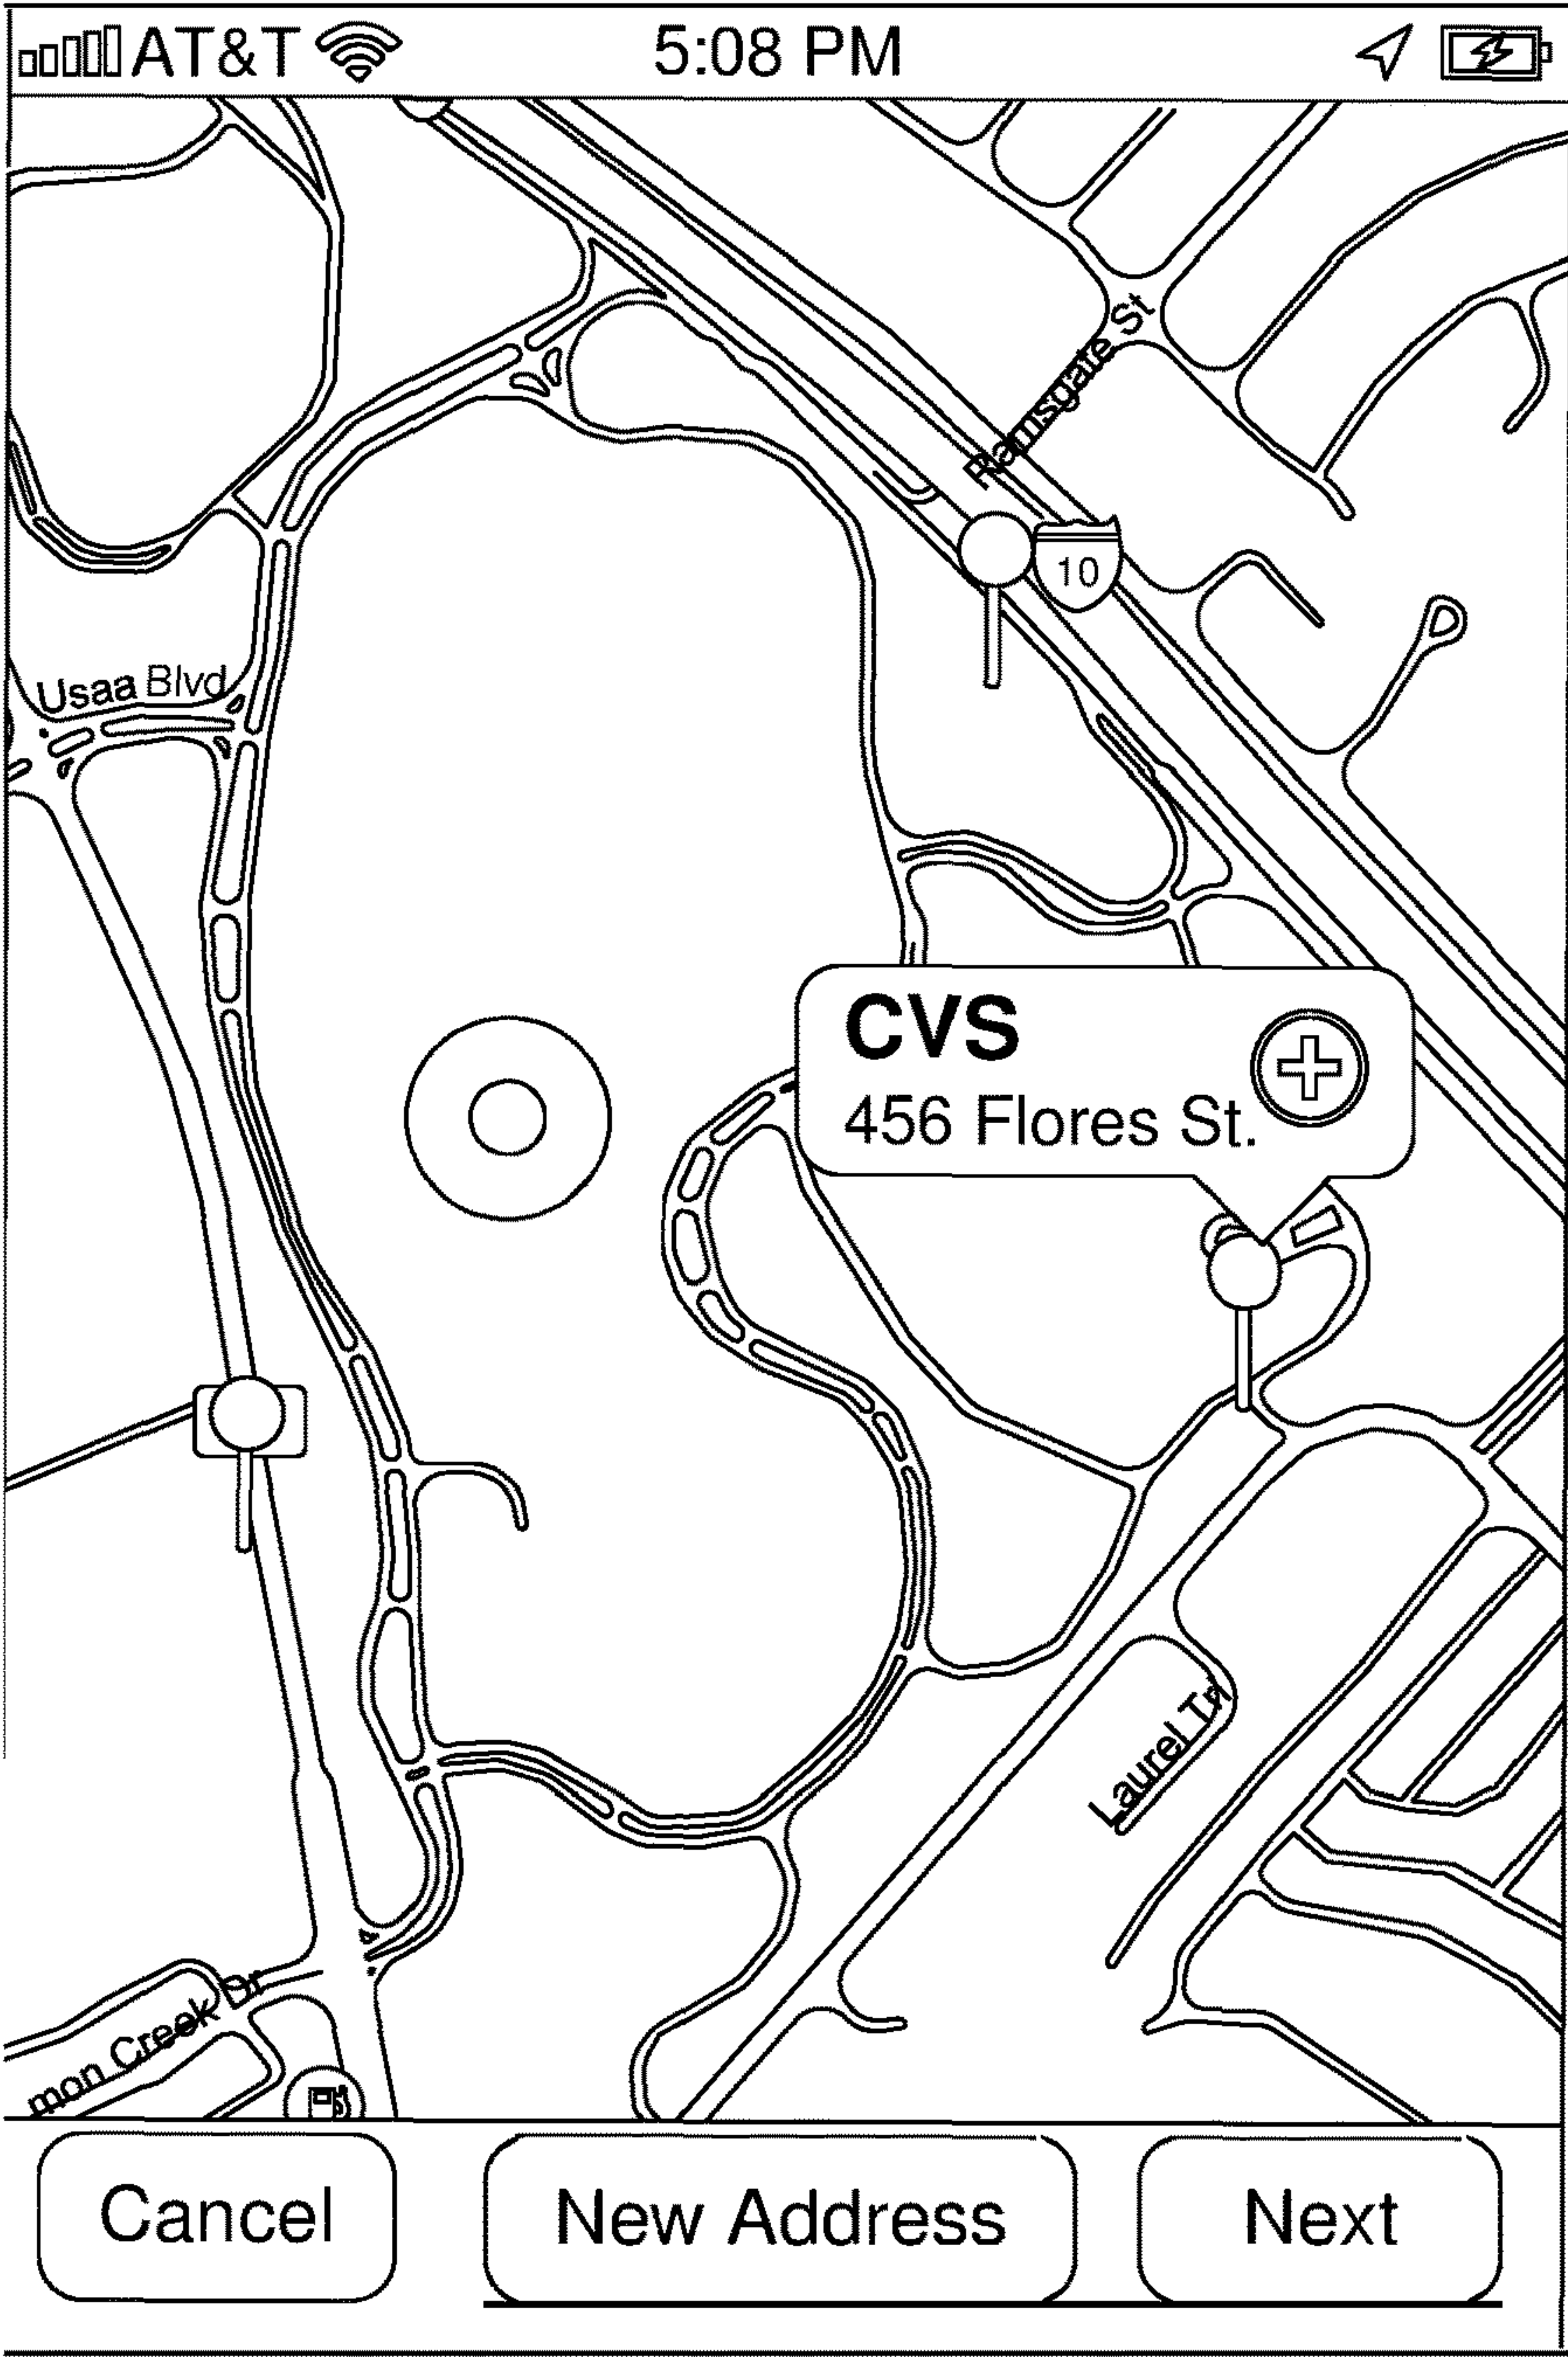 AT&T 5:08 PM
Ramsgate St
10
Usaa Blvd
CVS
456 Flores St.
Laurel Trl
mon Creek Dr
Cancel New Address Next